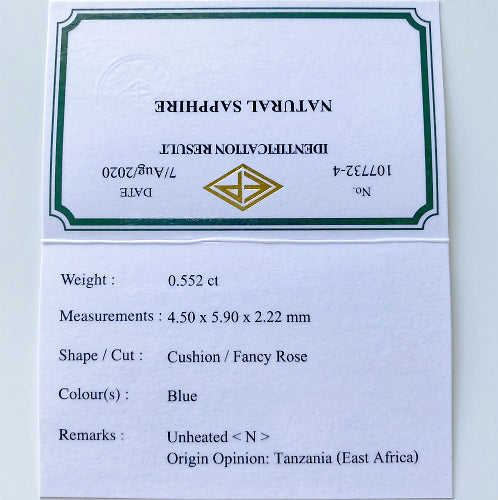 No. DATE
107732-4 7/Aug/2020
IDENTIFICATION RESULT
NATURAL SAPPHIRE
Weight : 0.552 ct
Measurements : 4.50 x 5.90 x 2.22 mm
Shape / Cut : Cushion / Fancy Rose
Colour(s) : Blue
Remarks : Unheated < N >
Origin Opinion: Tanzania (East Africa)